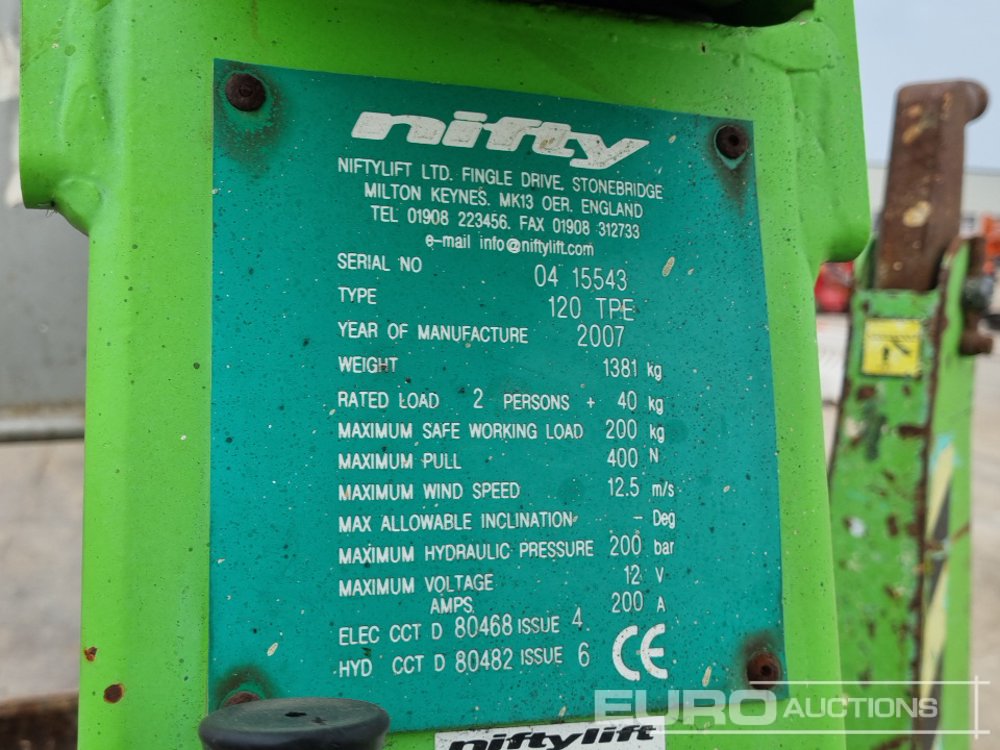 nifty
NIFTYLIFT LTD. FINGLE DRIVE. STONEBRIDGE
MILTON KEYNES. MK13 OER. ENGLAND
TEL 01908 223456. FAX 01908 312733
e-mail info@niftylift.com
SERIAL NO 04 15543
TYPE 120 TPE
YEAR OF MANUFACTURE 2007
WEIGHT 1381 kg
RATED LOAD 2 PERSONS + 40 kg
MAXIMUM SAFE WORKING LOAD 200 kg
MAXIMUM PULL 400 N
MAXIMUM WIND SPEED 12.5 m/s
MAX ALLOWABLE INCLINATION - Deg
MAXIMUM HYDRAULIC PRESSURE 200 bar
MAXIMUM VOLTAGE 12 V
AMPS 200 A
ELEC CCT D 80468 ISSUE 4
HYD CCT D 80482 ISSUE 6 CE
EURO AUCTIONS
niftylift